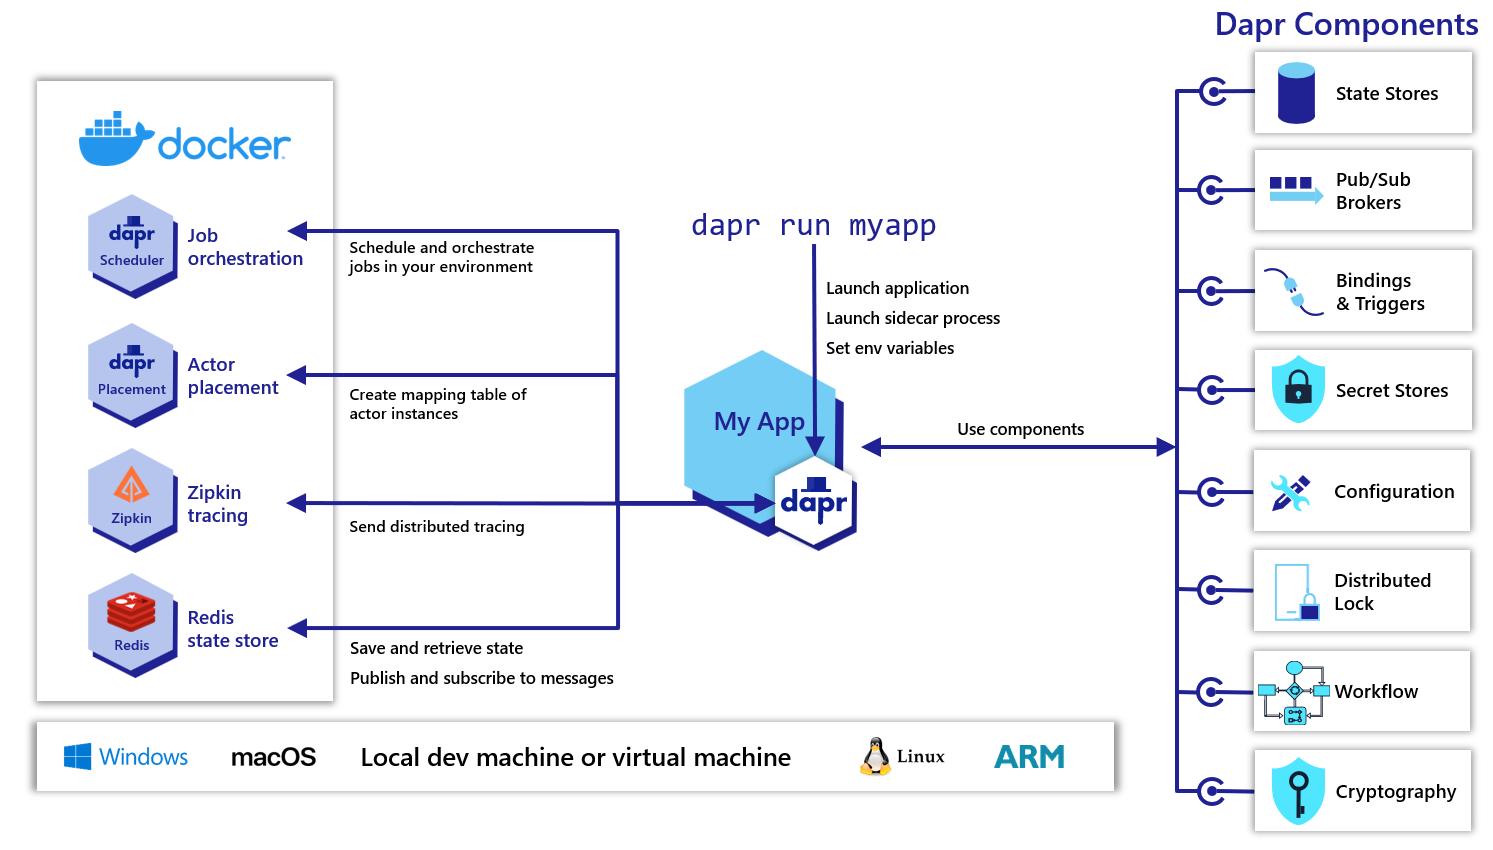 Dapr Components
docker
dapr
Scheduler
Job
orchestration
Schedule and orchestrate
jobs in your environment
dapr
Placement
Actor
placement
Create mapping table of
actor instances
Zipkin
Zipkin
tracing
Send distributed tracing
Redis
Redis
state store
Save and retrieve state
Publish and subscribe to messages
dapr run myapp
Launch application
Launch sidecar process
Set env variables
My App
dapr
Use components
State Stores
Pub/Sub
Brokers
Bindings
& Triggers
Secret Stores
Configuration
Distributed
Lock
Workflow
Cryptography
Windows
macOS
Local dev machine or virtual machine
Linux
ARM